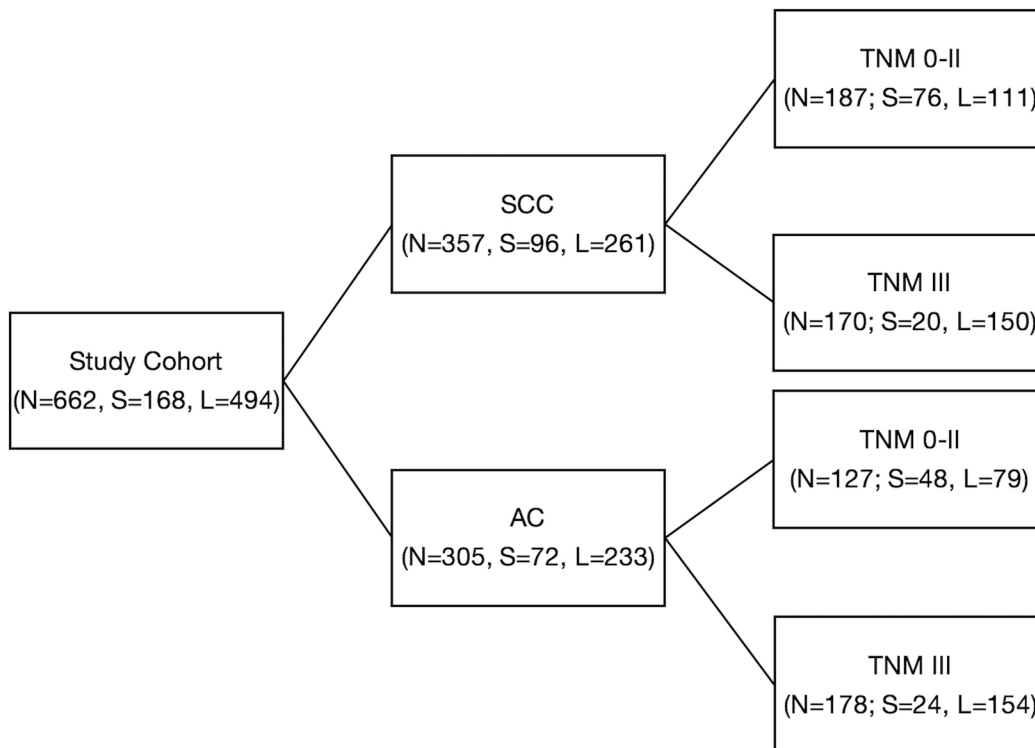 Study Cohort
(N=662, S=168, L=494)
SCC
(N=357, S=96, L=261)
AC
(N=305, S=72, L=233)
TNM 0-II
(N=187; S=76, L=111)
TNM III
(N=170; S=20, L=150)
TNM 0-II
(N=127; S=48, L=79)
TNM III
(N=178; S=24, L=154)